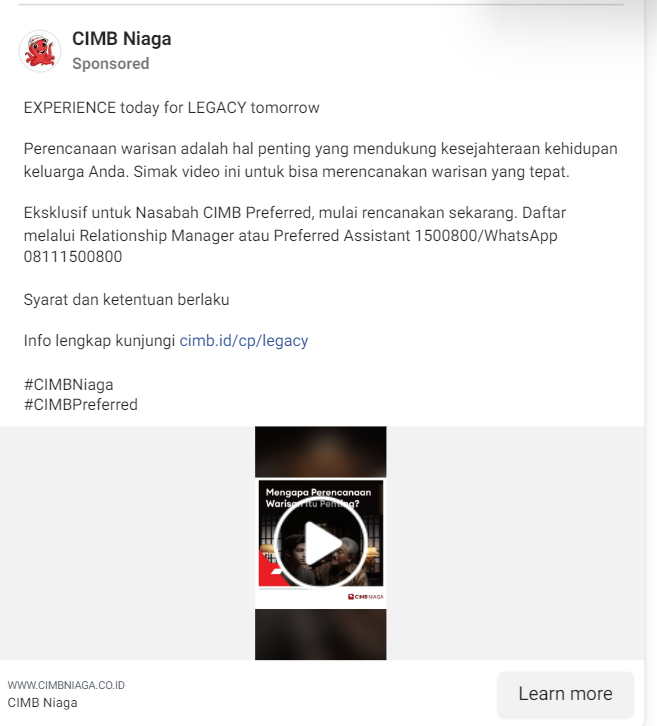 CIMB Niaga
Sponsored
EXPERIENCE today for LEGACY tomorrow
Perencanaan warisan adalah hal penting yang mendukung kesejahteraan kehidupan
keluarga Anda. Simak video ini untuk bisa merencanakan warisan yang tepat.
Eksklusif untuk Nasabah CIMB Preferred, mulai rencanakan sekarang. Daftar
melalui Relationship Manager atau Preferred Assistant 1500800/WhatsApp
08111500800
Syarat dan ketentuan berlaku
Info lengkap kunjungi cimb.id/cp/legacy
#CIMBNiaga
#CIMBPreferred
Mengapa Perencanaan
Warisan Itu Penting?
CIMB NIAGA
WWW.CIMBNIAGA.CO.ID
CIMB Niaga
Learn more